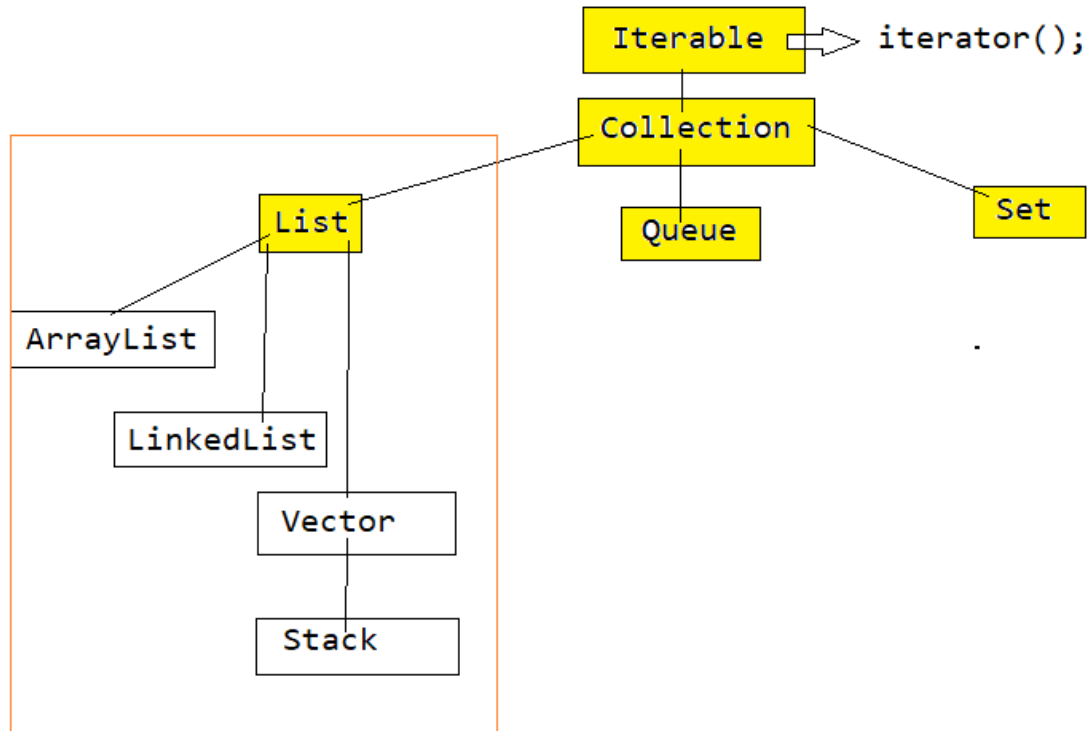 Iterable
iterator();
Collection
List
Queue
Set
ArrayList
LinkedList
Vector
Stack